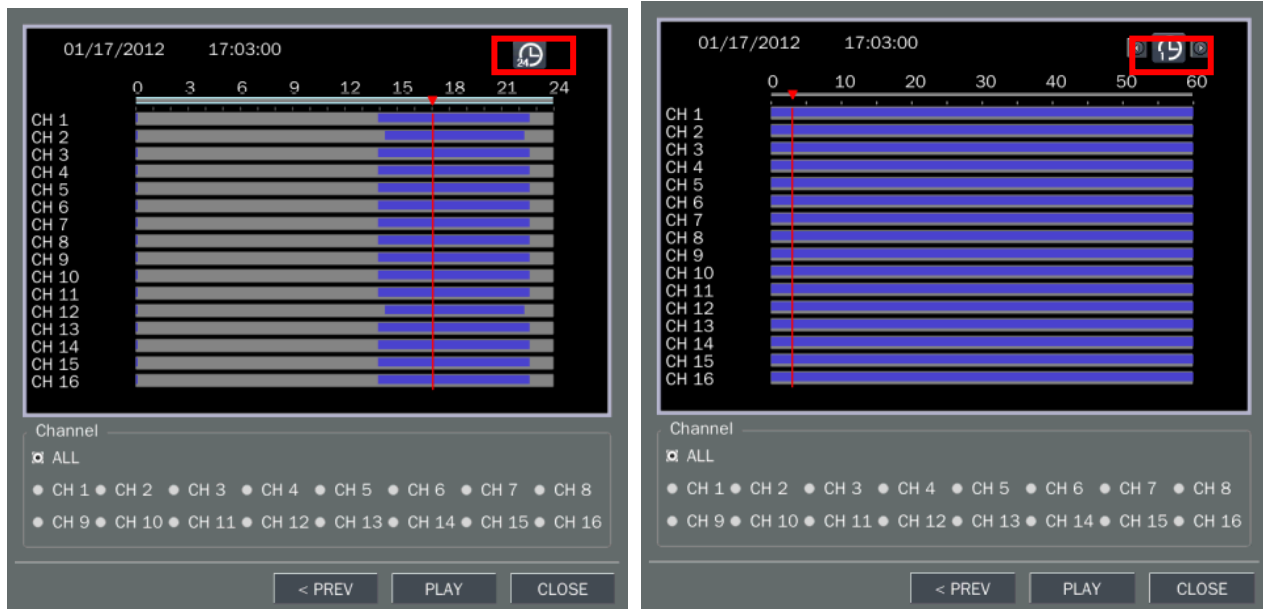 01/17/2012 17:03:00
24
0 3 6 9 12 15 18 21 24
CH 1
CH 2
CH 3
CH 4
CH 5
CH 6
CH 7
CH 8
CH 9
CH 10
CH 11
CH 12
CH 13
CH 14
CH 15
CH 16
Channel
ALL
CH 1 CH 2 CH 3 CH 4 CH 5 CH 6 CH 7 CH 8
CH 9 CH 10 CH 11 CH 12 CH 13 CH 14 CH 15 CH 16
< PREV PLAY CLOSE
01/17/2012 17:03:00
1
0 10 20 30 40 50 60
CH 1
CH 2
CH 3
CH 4
CH 5
CH 6
CH 7
CH 8
CH 9
CH 10
CH 11
CH 12
CH 13
CH 14
CH 15
CH 16
Channel
ALL
CH 1 CH 2 CH 3 CH 4 CH 5 CH 6 CH 7 CH 8
CH 9 CH 10 CH 11 CH 12 CH 13 CH 14 CH 15 CH 16
< PREV PLAY CLOSE